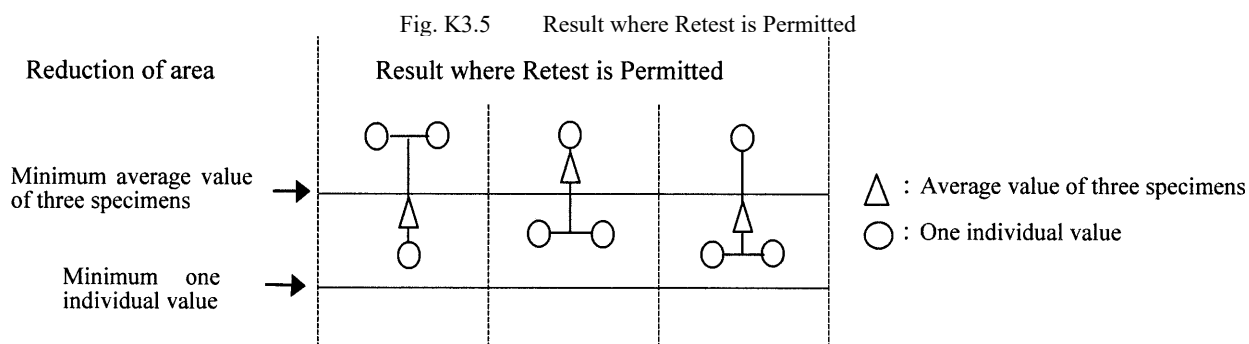 Fig. K3.5 Result where Retest is Permitted
Reduction of area
Result where Retest is Permitted
Minimum average value
of three specimens
Minimum one
individual value
: Average value of three specimens
: One individual value